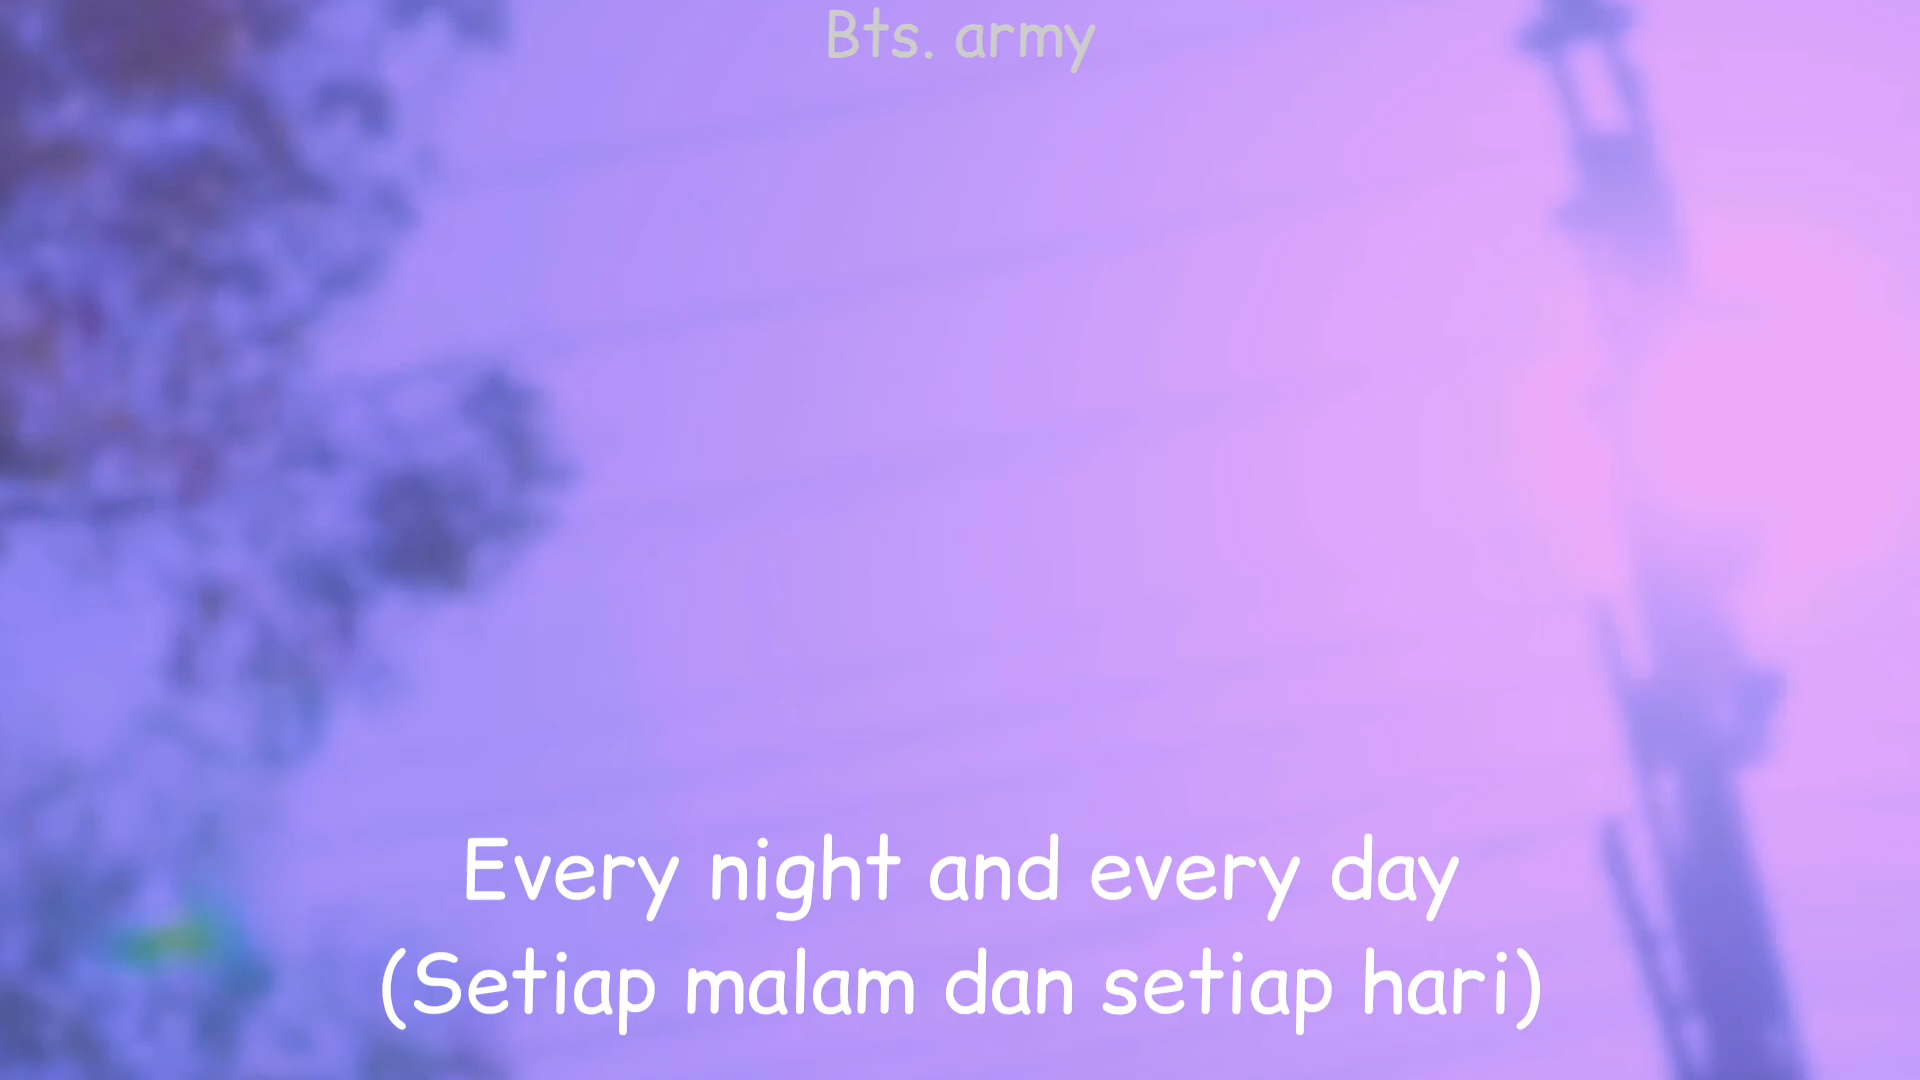 Bts. army
Every night and every day
(Setiap malam dan setiap hari)